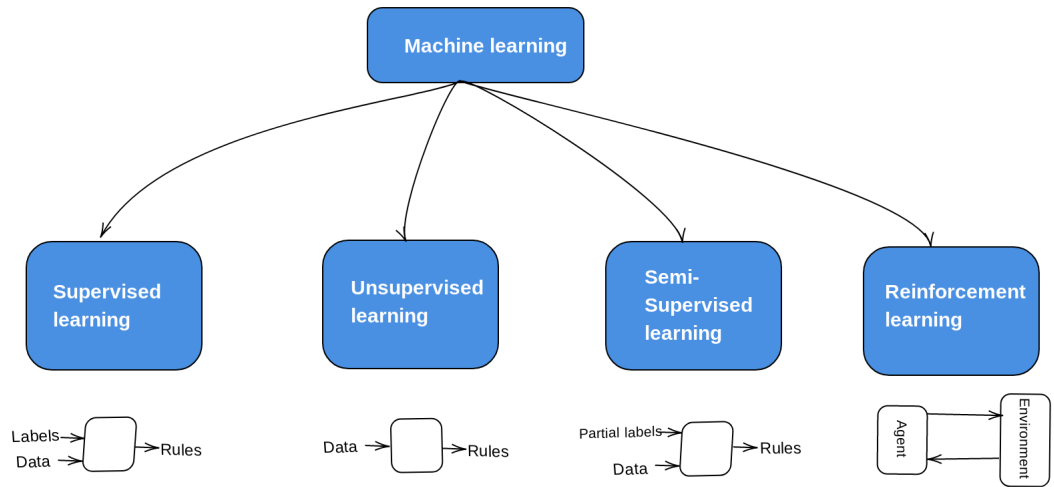 Machine learning
Supervised
learning
Unsupervised
learning
Semi-
Supervised
learning
Reinforcement
learning
Labels
Data
Rules
Data
Rules
Partial labels
Data
Rules
Agent
Environment